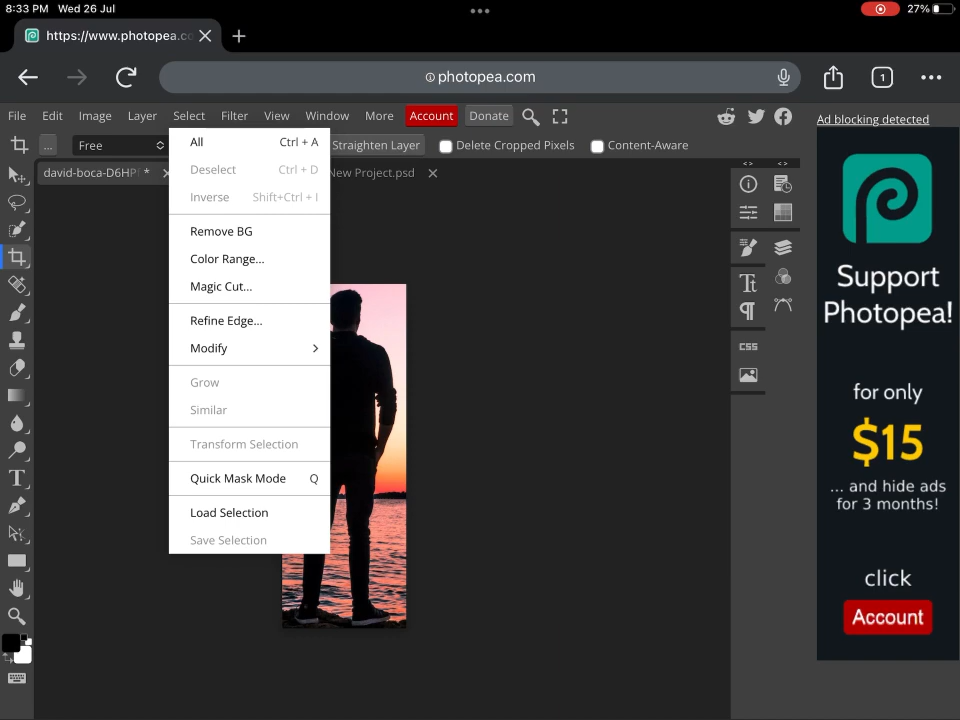 8:33 PM Wed 26 Jul
27%
https://www.photopea.co
photopea.com
1
File Edit Image Layer Select Filter View Window More Account Donate
Ad blocking detected
... Free Straighten Layer Delete Cropped Pixels Content-Aware
david-boca-D6HP * New Project.psd
All Ctrl + A
Deselect Ctrl + D
Inverse Shift+Ctrl + I
Remove BG
Color Range...
Magic Cut...
Refine Edge...
Modify
Grow
Similar
Transform Selection
Quick Mask Mode Q
Load Selection
Save Selection
CSS
Support
Photopea!
for only
$15
... and hide ads
for 3 months!
click
Account